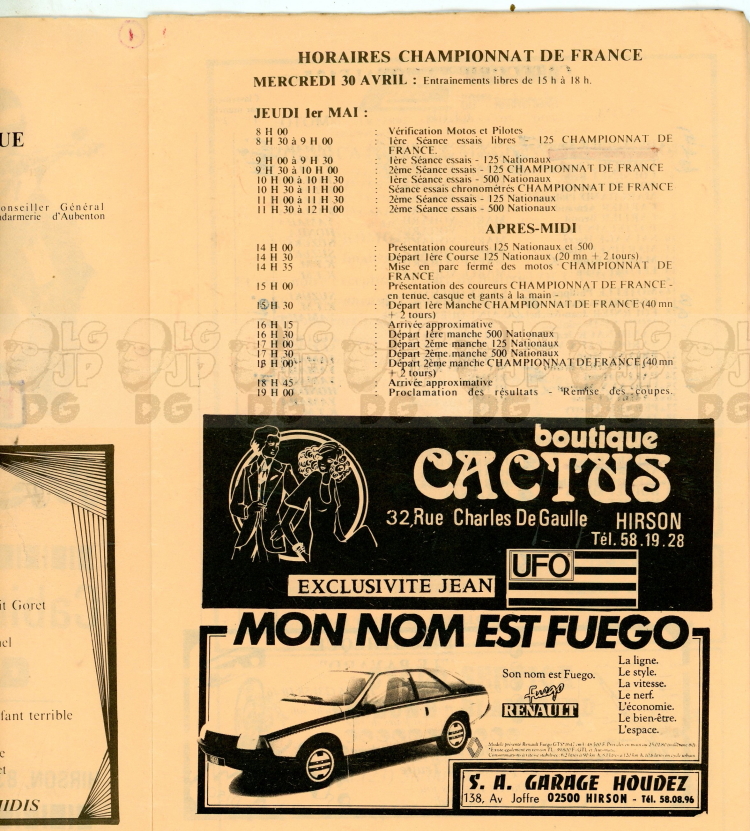 UE
onseiller Général
ndarmerie d'Aubenton
it Goret
fant terrible
IIDIS
HORAIRES CHAMPIONNAT DE FRANCE
MERCREDI 30 AVRIL : Entrainements libres de 15 h à 18 h.
JEUDI 1er MAI :
8 H 00 : Vérification Motos et Pilotes
8 H 30 à 9 H 00 : 1ère Séance essais libres - 125 CHAMPIONNAT DE
FRANCE.
9 H 00 à 9 H 30 : 1ère Séance essais - 125 Nationaux
9 H 30 à 10 H 00 : 2ème Séance essais - 125 CHAMPIONNAT DE FRANCE
10 H 00 à 10 H 30 : 1ère Séance essais - 500 Nationaux
10 H 30 à 11 H 00 : Séance essais chronométrés CHAMPIONNAT DE FRANCE
11 H 00 à 11 H 30 : 2ème Séance essais - 125 Nationaux
11 H 30 à 12 H 00 : 2ème Séance essais - 500 Nationaux
APRES-MIDI
14 H 00 : Présentation coureurs 125 Nationaux et 500
14 H 30 : Départ 1ère Course 125 Nationaux (20 mn + 2 tours)
14 H 35 : Mise en parc fermé des motos CHAMPIONNAT DE
FRANCE
15 H 00 : Présentation des coureurs CHAMPIONNAT DE FRANCE -
en tenue, casque et gants à la main -
15 H 30 : Départ 1ère Manche CHAMPIONNAT DE FRANCE (40 mn
+ 2 tours)
16 H 15 : Arrivée approximative
16 H 30 : Départ 1ère manche 500 Nationaux
17 H 00 : Départ 2ème manche 125 Nationaux
17 H 30 : Départ 2ème manche 500 Nationaux
18 H 00 : Départ 2ème manche CHAMPIONNAT DE FRANCE (40 mn
+ 2 tours)
18 H 45 : Arrivée approximative
19 H 00 : Proclamation des résultats - Remise des coupes.
LGJP DG
boutique
CACTUS
32, Rue Charles De Gaulle HIRSON
Tél. 58.19.28
UFO
EXCLUSIVITE JEAN
MON NOM EST FUEGO
Son nom est Fuego.
fuego
RENAULT
La ligne.
Le style.
La vitesse.
Le nerf.
L'économie.
Le bien-être.
L'espace.
S. A. GARAGE HOUDEZ
138, Av Joffre 02500 HIRSON - Tél. 58.08.96